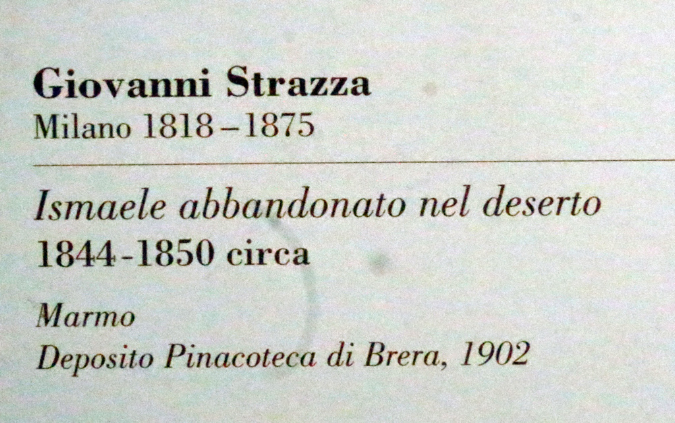 Giovanni Strazza
Milano 1818–1875
Ismaele abbandonato nel deserto
1844-1850 circa
Marmo
Deposito Pinacoteca di Brera, 1902